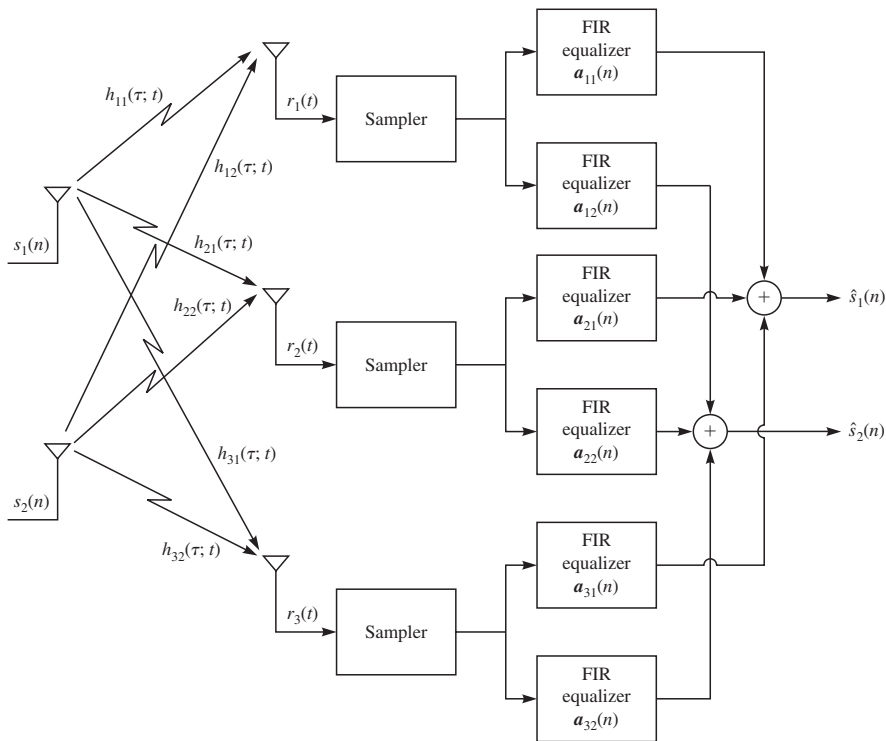 FIR
equalizer
a₁₁(n)
h₁₁(τ; t)
r₁(t)
Sampler
h₁₂(τ; t)
FIR
equalizer
a₁₂(n)
s₁(n)
h₂₁(τ; t)
FIR
equalizer
a₂₁(n)
+
ŝ₁(n)
h₂₂(τ; t)
r₂(t)
Sampler
FIR
equalizer
a₂₂(n)
+
ŝ₂(n)
h₃₁(τ; t)
s₂(n)
h₃₂(τ; t)
FIR
equalizer
a₃₁(n)
r₃(t)
Sampler
FIR
equalizer
a₃₂(n)